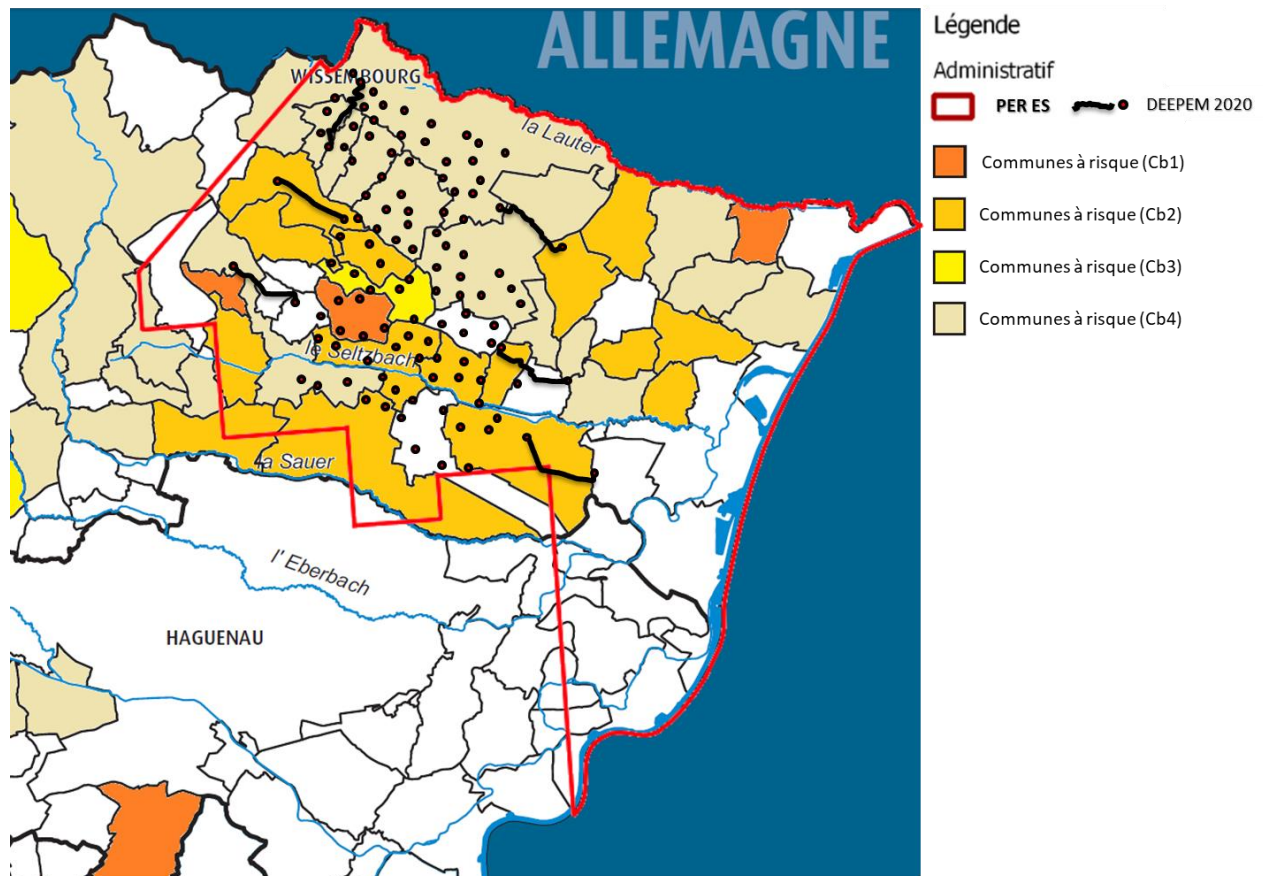 ALLEMAGNE
WISSEMBOURG
la Lauter
le Seltzbach
la Sauer
l' Eberbach
HAGUENAU
Légende
Administratif
PER ES
DEEPEM 2020
Communes à risque (Cb1)
Communes à risque (Cb2)
Communes à risque (Cb3)
Communes à risque (Cb4)